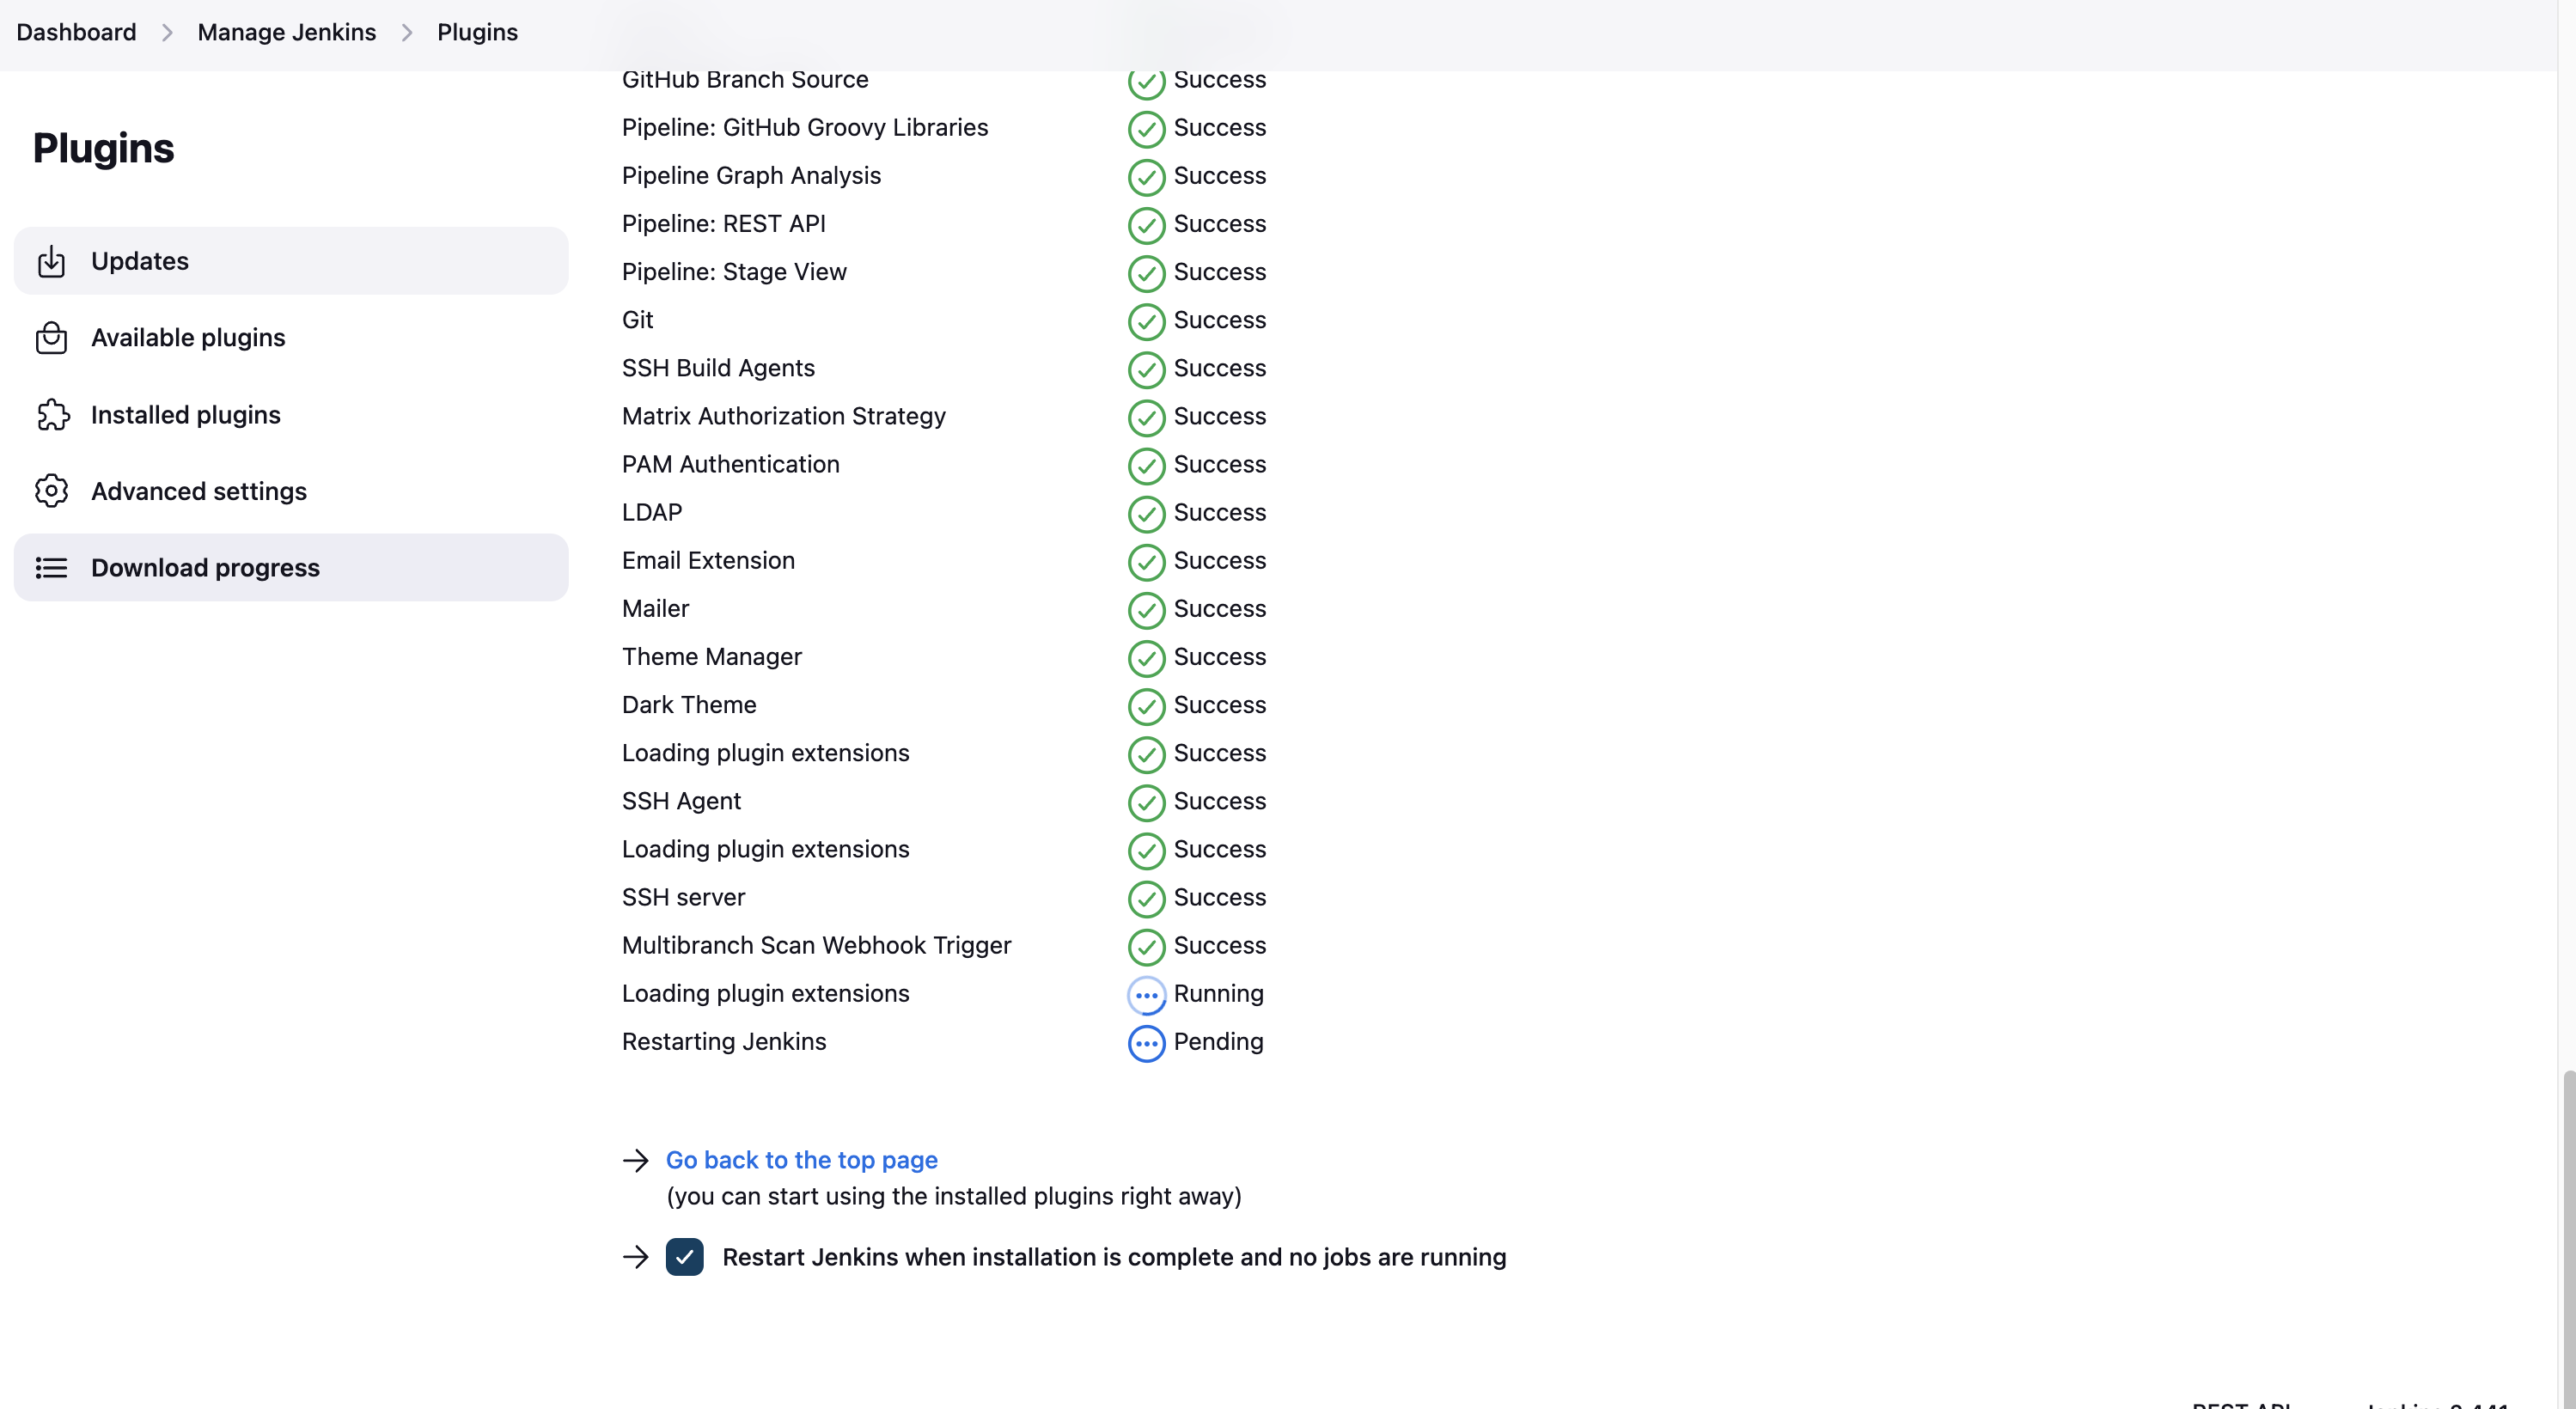 Dashboard > Manage Jenkins > Plugins
Plugins
Updates
Available plugins
Installed plugins
Advanced settings
Download progress
GitHub Branch Source Success
Pipeline: GitHub Groovy Libraries Success
Pipeline Graph Analysis Success
Pipeline: REST API Success
Pipeline: Stage View Success
Git Success
SSH Build Agents Success
Matrix Authorization Strategy Success
PAM Authentication Success
LDAP Success
Email Extension Success
Mailer Success
Theme Manager Success
Dark Theme Success
Loading plugin extensions Success
SSH Agent Success
Loading plugin extensions Success
SSH server Success
Multibranch Scan Webhook Trigger Success
Loading plugin extensions Running
Restarting Jenkins Pending
Go back to the top page
(you can start using the installed plugins right away)
Restart Jenkins when installation is complete and no jobs are running
REST API Jenkins 2.441